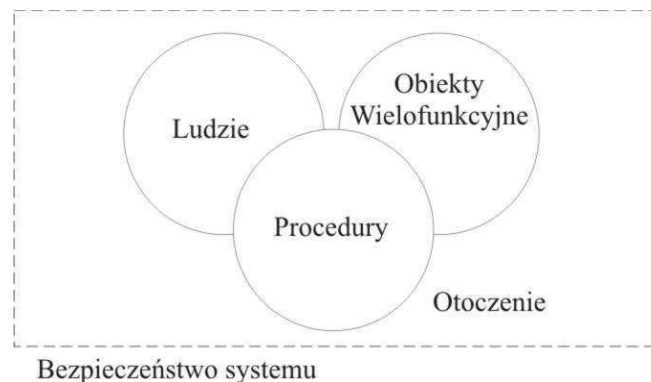 Ludzie
Obiekty
Wielofunkcyjne
Procedury
Otoczenie
Bezpieczeństwo systemu